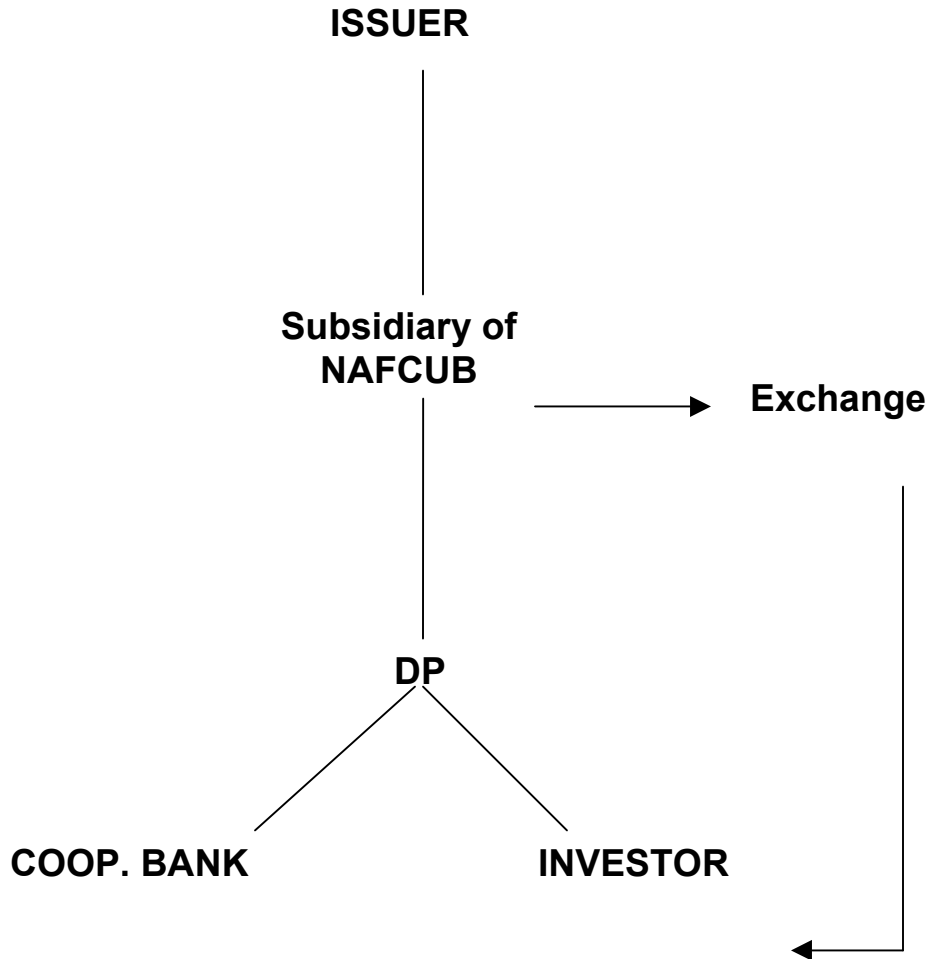 ISSUER
Subsidiary of
NAFCUB
Exchange
DP
COOP. BANK
INVESTOR